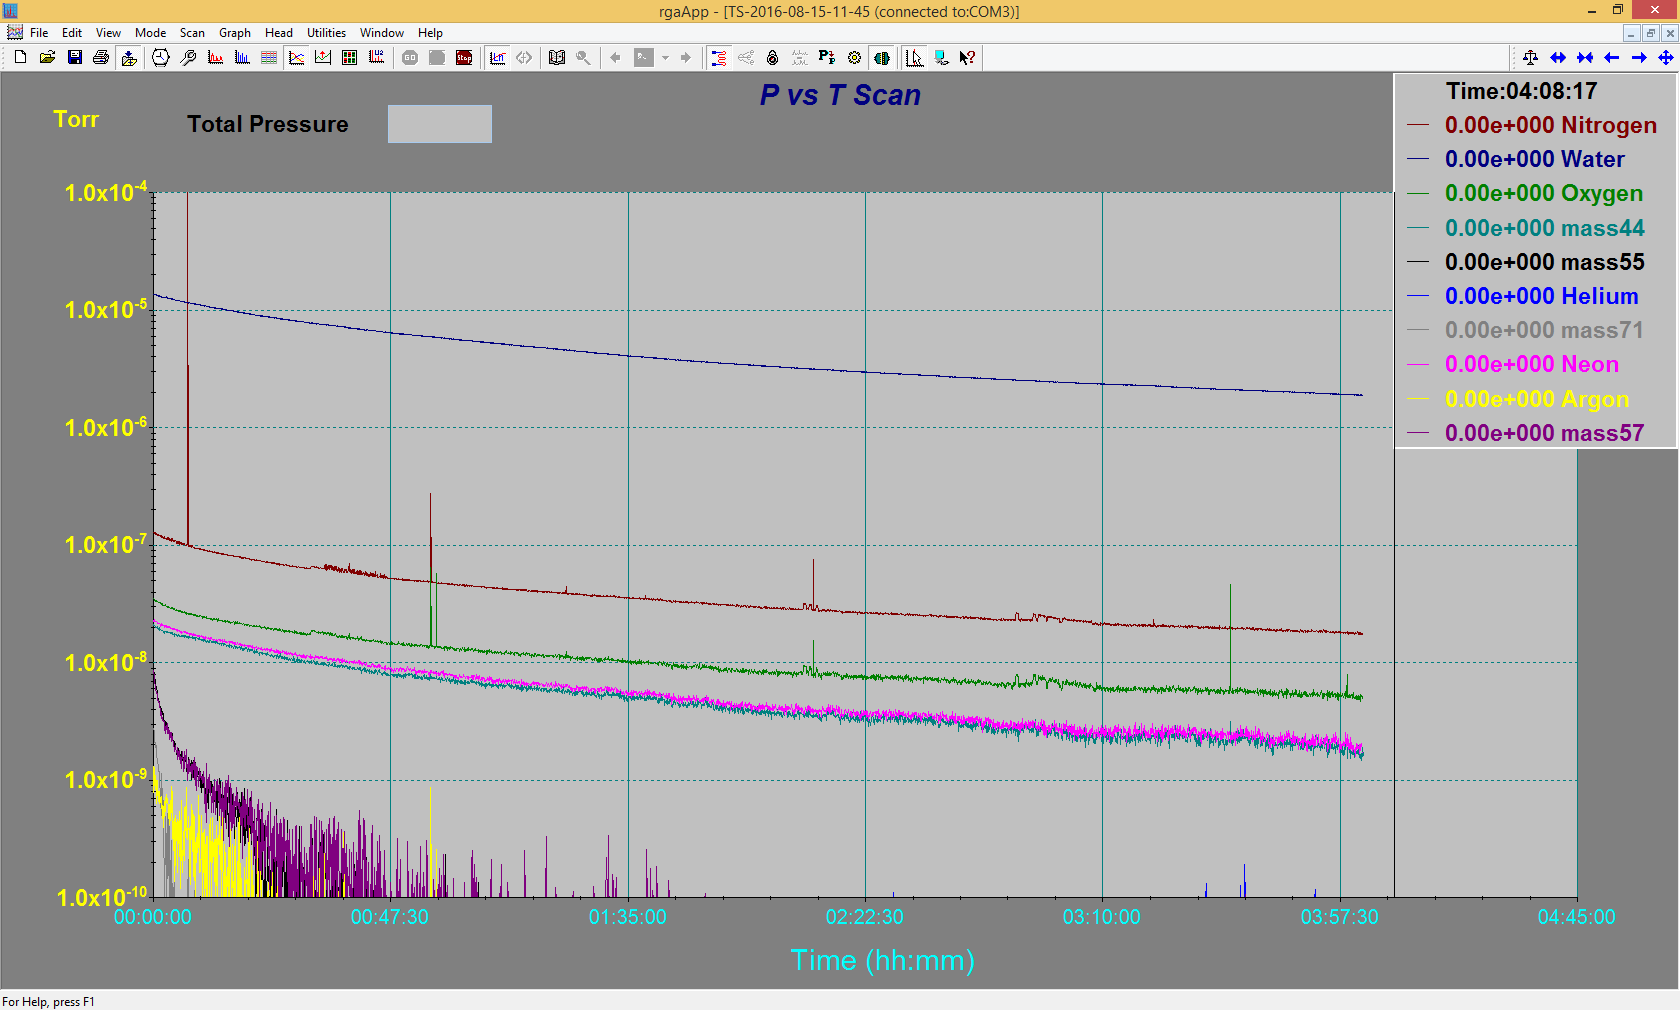 rgaApp - [TS-2016-08-15-11-45 (connected to:COM3)]
File Edit View Mode Scan Graph Head Utilities Window Help
GO Stop
P vs T Scan
Torr
Total Pressure
Time:04:08:17
0.00e+000 Nitrogen
0.00e+000 Water
0.00e+000 Oxygen
0.00e+000 mass44
0.00e+000 mass55
0.00e+000 Helium
0.00e+000 mass71
0.00e+000 Neon
0.00e+000 Argon
0.00e+000 mass57
1.0x10-4
1.0x10-5
1.0x10-6
1.0x10-7
1.0x10-8
1.0x10-9
1.0x10-10
00:00:00 00:47:30 01:35:00 02:22:30 03:10:00 03:57:30 04:45:00
Time (hh:mm)
For Help, press F1